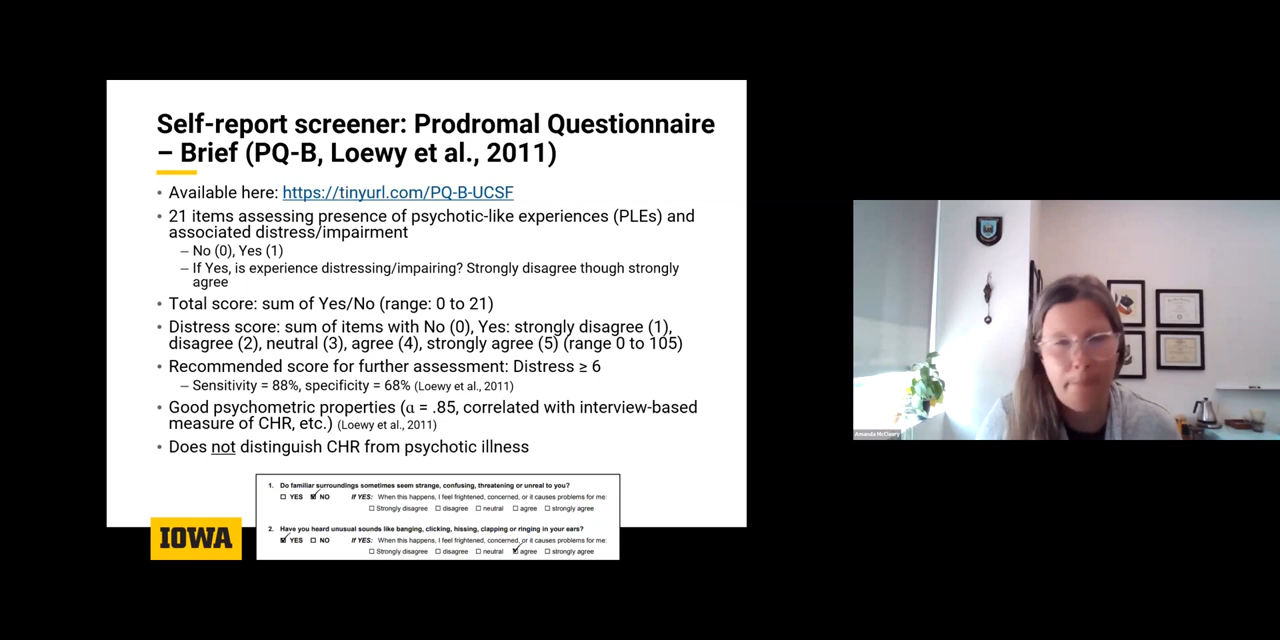 Self-report screener: Prodromal Questionnaire
– Brief (PQ-B, Loewy et al., 2011)
• Available here: https://tinyurl.com/PQ-B-UCSF
• 21 items assessing presence of psychotic-like experiences (PLEs) and
associated distress/impairment
– No (0), Yes (1)
– If Yes, is experience distressing/impairing? Strongly disagree though strongly
agree
• Total score: sum of Yes/No (range: 0 to 21)
• Distress score: sum of items with No (0), Yes: strongly disagree (1),
disagree (2), neutral (3), agree (4), strongly agree (5) (range 0 to 105)
• Recommended score for further assessment: Distress ≥ 6
– Sensitivity = 88%, specificity = 68% (Loewy et al., 2011)
• Good psychometric properties (α = .85, correlated with interview-based
measure of CHR, etc.) (Loewy et al., 2011)
• Does not distinguish CHR from psychotic illness
1. Do familiar surroundings sometimes seem strange, confusing, threatening or unreal to you?
☐ YES ☒ NO If YES: When this happens, I feel frightened, concerned, or it causes problems for me:
☐ Strongly disagree ☐ disagree ☐ neutral ☐ agree ☐ strongly agree
2. Have you heard unusual sounds like banging, clicking, hissing, clapping or ringing in your ears?
☒ YES ☐ NO If YES: When this happens, I feel frightened, concerned, or it causes problems for me:
☐ Strongly disagree ☐ disagree ☐ neutral ☒ agree ☐ strongly agree
IOWA
Amanda McCleery